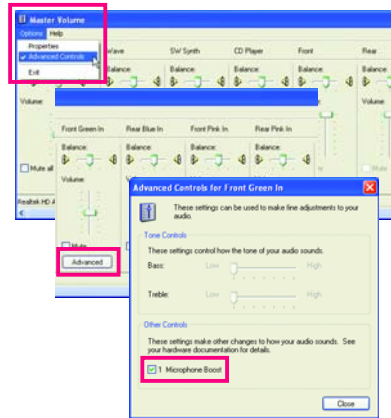 Master Volume
Options Help
Properties
Advanced Controls
Exit
Wave SW Synth CD Player Front Rear
Balance: Balance: Balance: Balance: Balance:
Volume:
Mute all
Realtek HD A
Front Green In Rear Blue In Front Pink In Rear Pink In
Balance: Balance: Balance: Balance:
Volume:
Mute
Advanced
Advanced Controls for Front Green In
These settings can be used to make fine adjustments to your
audio.
Tone Controls
These settings control how the tone of your audio sounds.
Bass: Low High
Treble: Low High
Other Controls
These settings make other changes to how your audio sounds. See
your hardware documentation for details.
1 Microphone Boost
Close